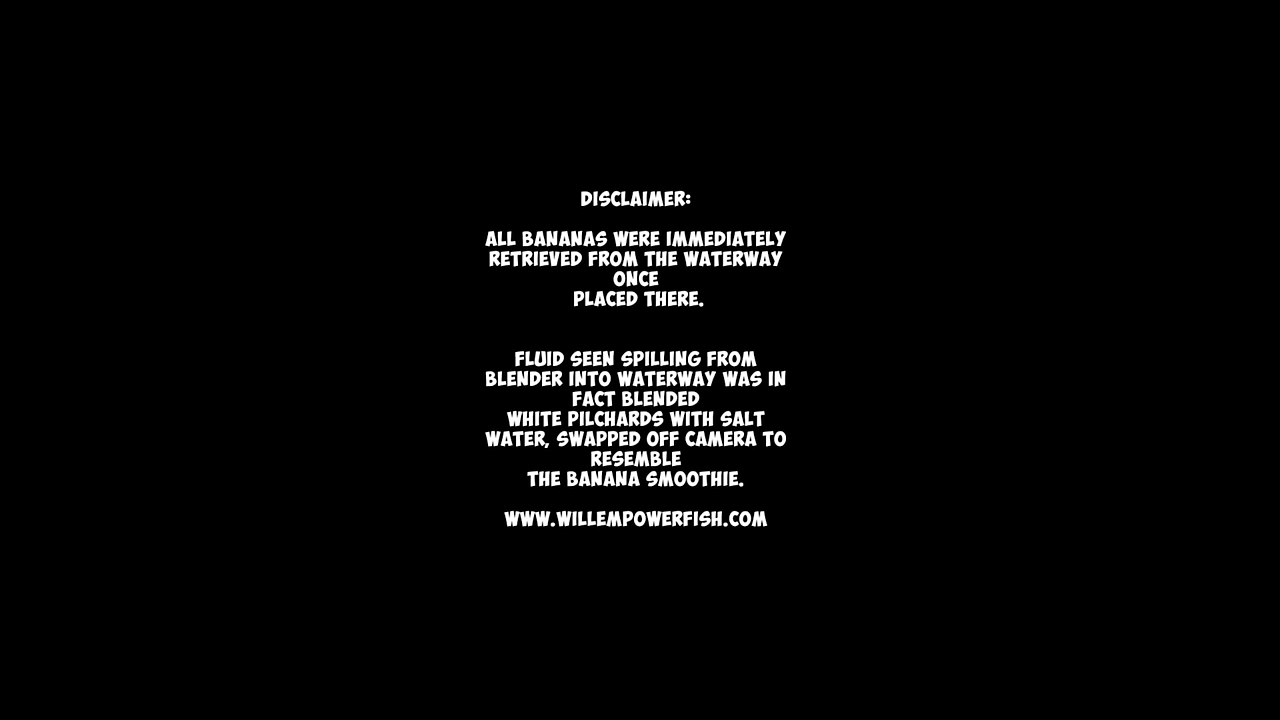 DISCLAIMER:
ALL BANANAS WERE IMMEDIATELY
RETRIEVED FROM THE WATERWAY
ONCE
PLACED THERE.
FLUID SEEN SPILLING FROM
BLENDER INTO WATERWAY WAS IN
FACT BLENDED
WHITE PILCHARDS WITH SALT
WATER, SWAPPED OFF CAMERA TO
RESEMBLE
THE BANANA SMOOTHIE.
WWW.WILLEMPOWERFISH.COM